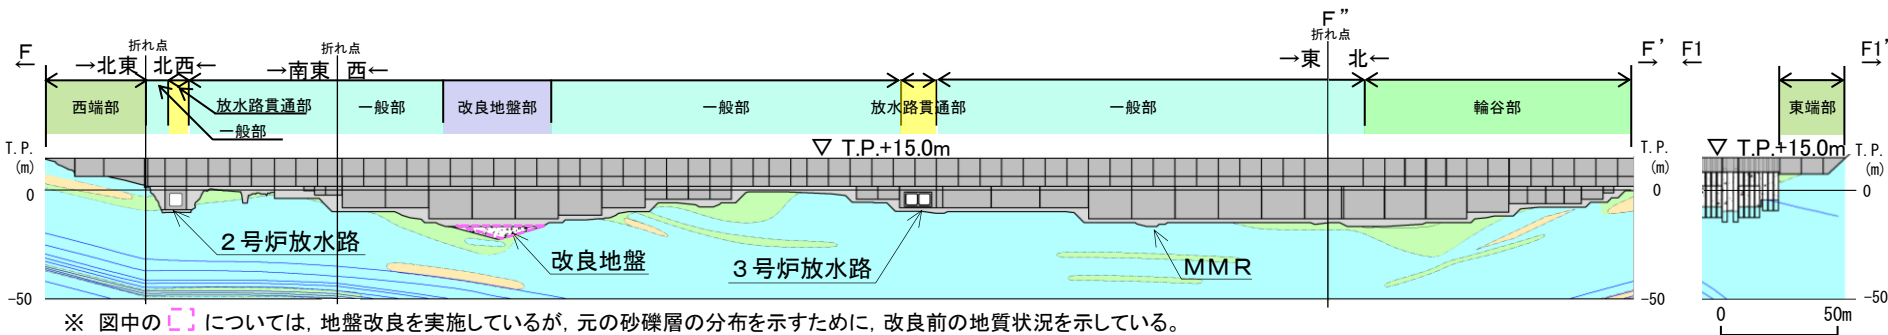 F”
折れ点 折れ点 折れ点
F F’ F1 F1’
→北東 北西← →南東 西← →東 北←
西端部 放水路貫通部 一般部 改良地盤部 一般部 放水路貫通部 一般部 輪谷部 東端部
一般部
T.P. ▽ T.P.+15.0m T.P. ▽ T.P.+15.0m T.P.
(m) (m) (m)
0 0 0
2号炉放水路 改良地盤 3号炉放水路 MMR
-50 -50 -50
※ 図中の については, 地盤改良を実施しているが, 元の砂礫層の分布を示すために, 改良前の地質状況を示している。
0 50m